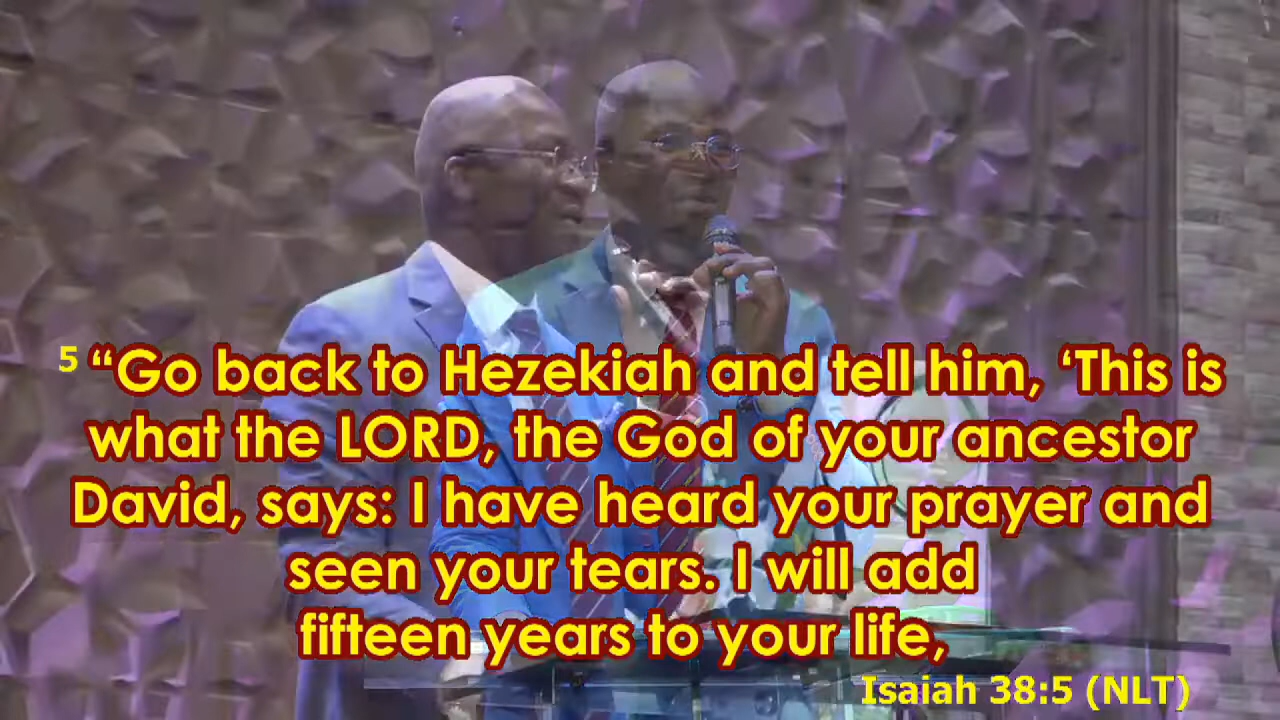 5 “Go back to Hezekiah and tell him, ‘This is
what the LORD, the God of your ancestor
David, says: I have heard your prayer and
seen your tears. I will add
fifteen years to your life,
Isaiah 38:5 (NLT)